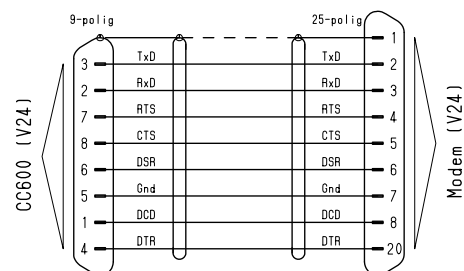 9-polig 25-polig
1
3 TxD TxD 2
2 RxD RxD 3
7 RTS RTS 4
8 CTS CTS 5
6 DSR DSR 6
5 Gnd Gnd 7
1 DCD DCD 8
4 DTR DTR 20
CC600 (V24)
Modem (V24)